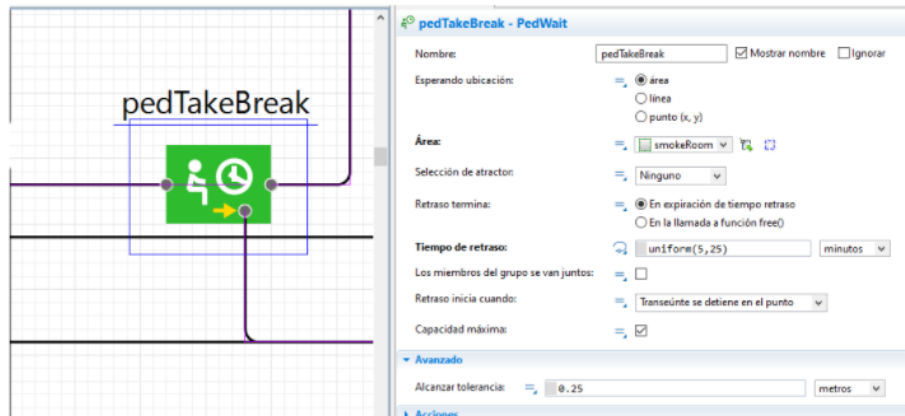 pedTakeBreak
pedTakeBreak - PedWait
Nombre: pedTakeBreak Mostrar nombre Ignorar
Esperando ubicación: área
línea
punto (x, y)
Área: smokeRoom
Selección de atractor: Ninguno
Retraso termina: En expiración de tiempo retraso
En la llamada a función free()
Tiempo de retraso: uniform(5,25) minutos
Los miembros del grupo se van juntos:
Retraso inicia cuando: Transeúnte se detiene en el punto
Capacidad máxima:
Avanzado
Alcanzar tolerancia: 0.25 metros
Acciones